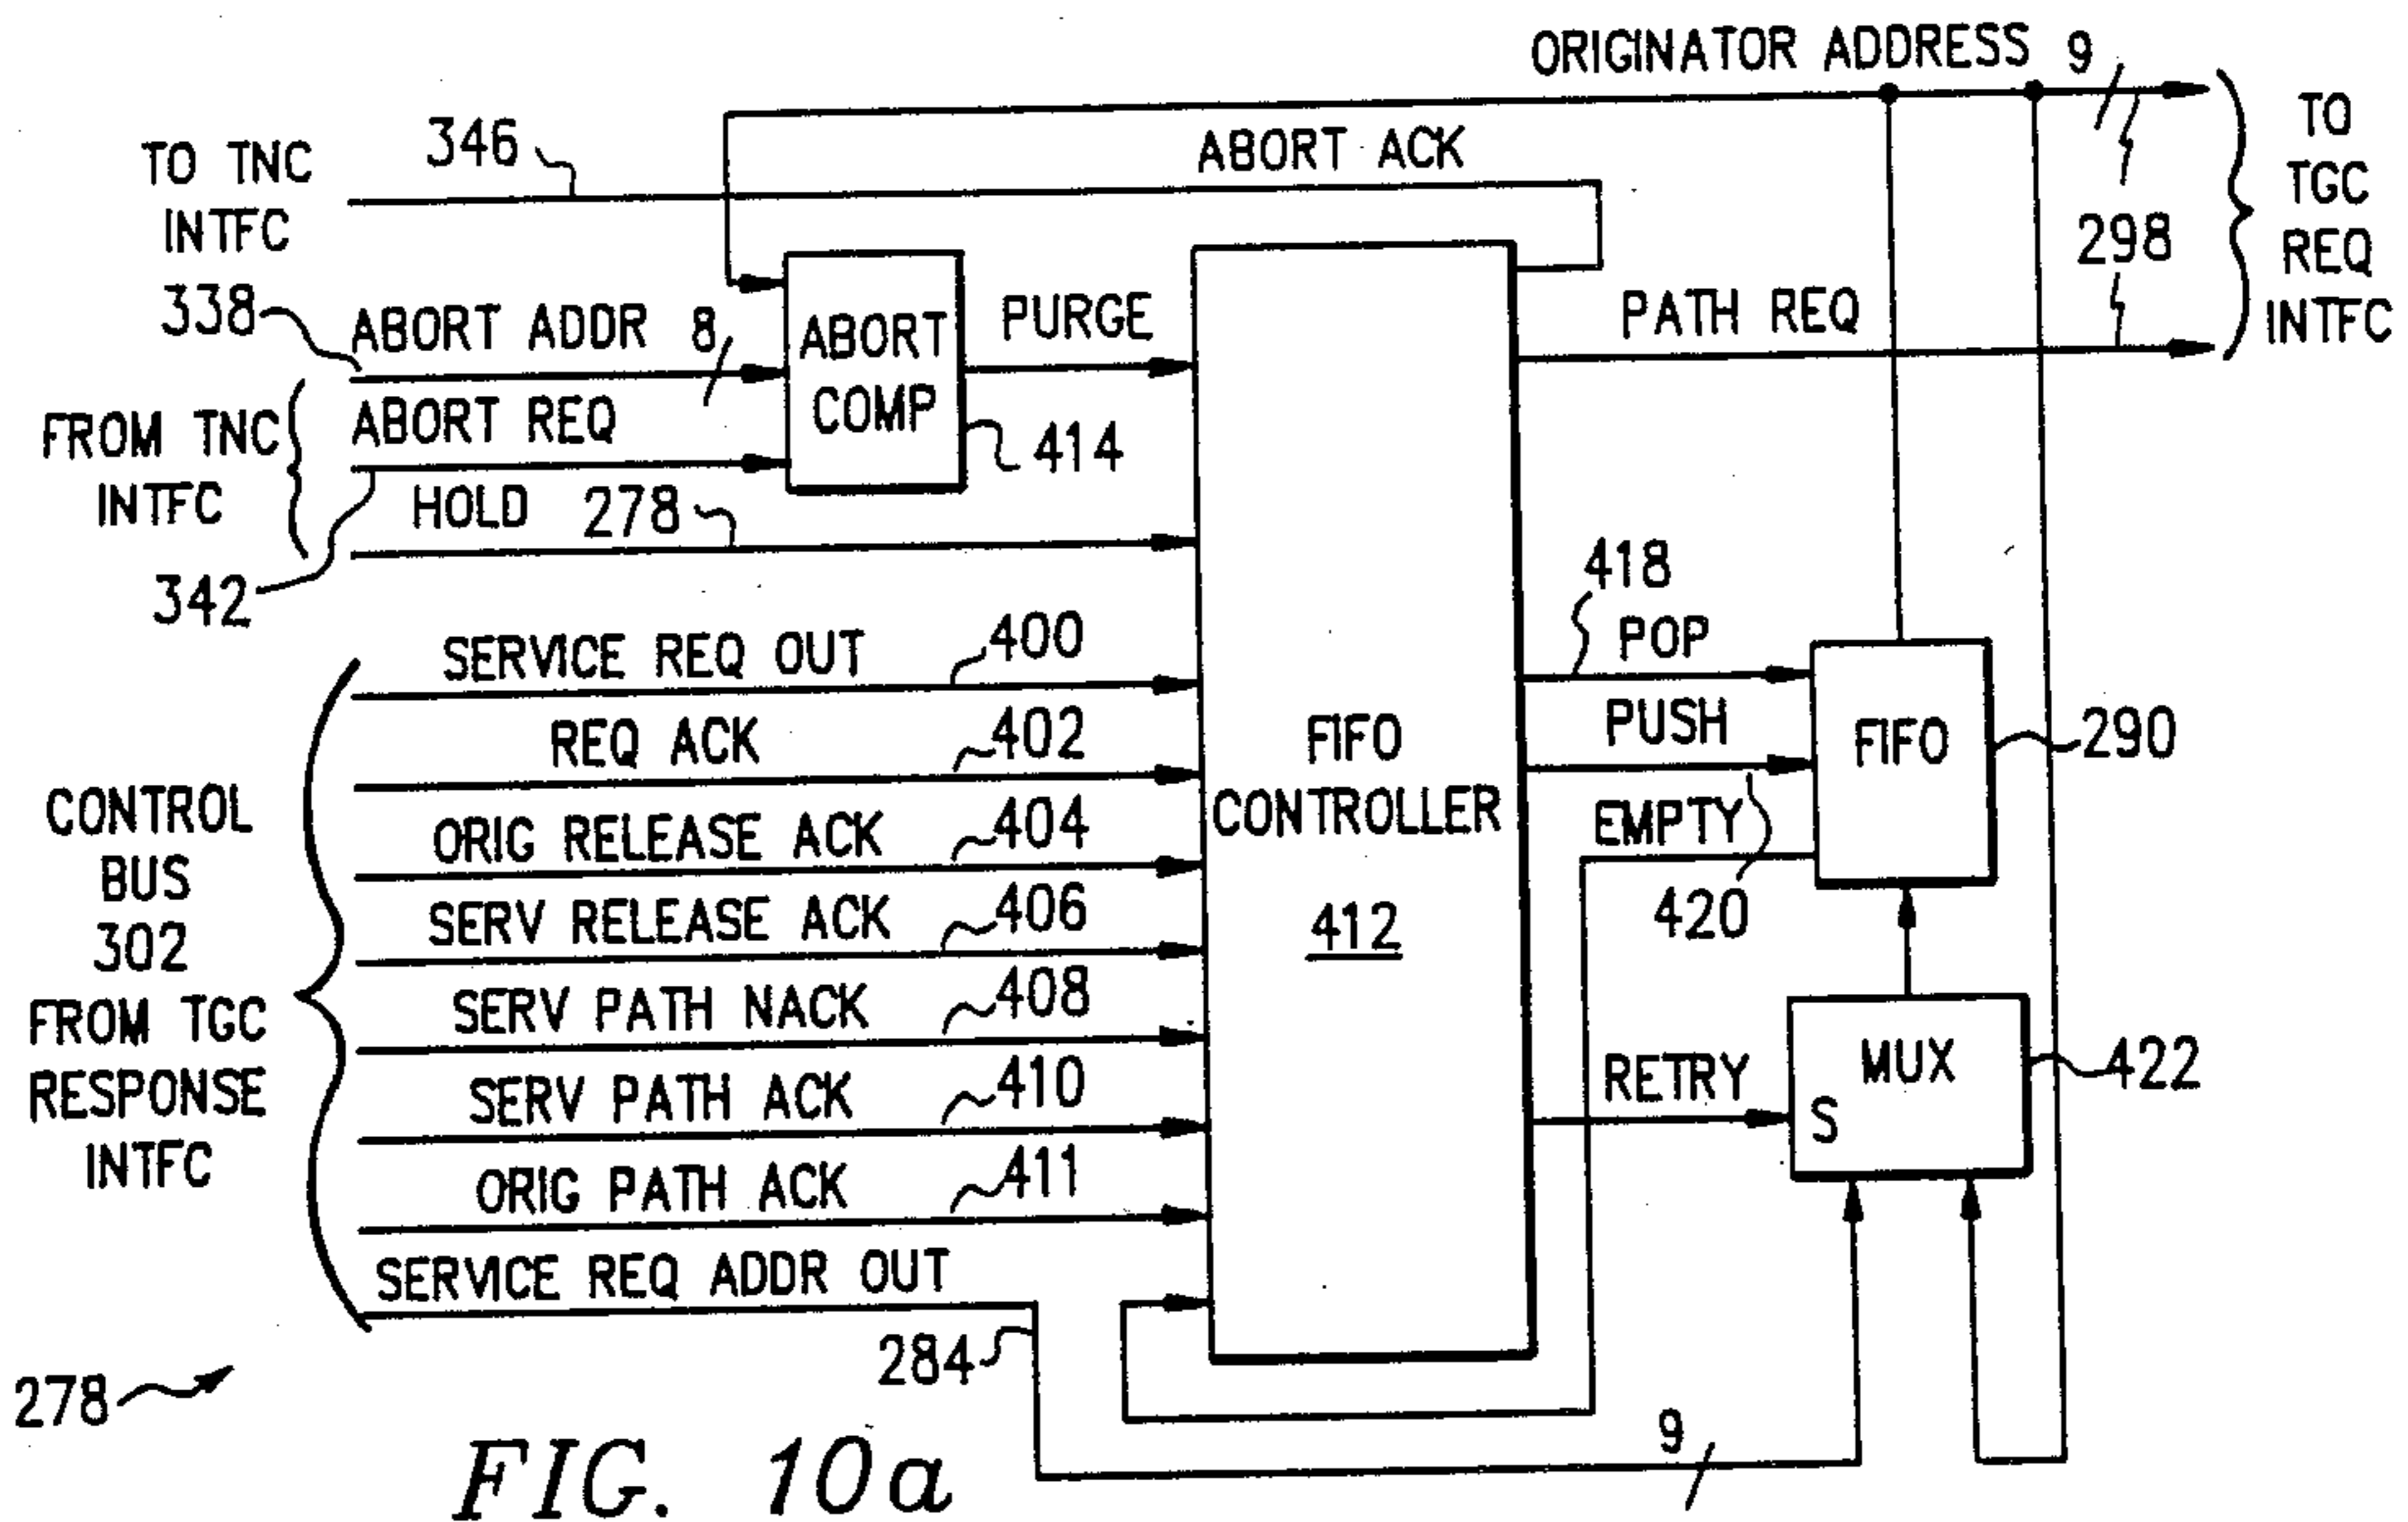 ORIGINATOR ADDRESS 9
TO
TGC
REQ
INTFC
298
TO TNC
INTFC
346
ABORT ACK
338
ABORT ADDR 8
ABORT REQ
FROM TNC
INTFC
HOLD 278
342
ABORT
COMP
414
PURGE
PATH REQ
SERVICE REQ OUT 400
REQ ACK 402
ORIG RELEASE ACK 404
SERV RELEASE ACK 406
SERV PATH NACK 408
SERV PATH ACK 410
ORIG PATH ACK 411
SERVICE REQ ADDR OUT
284
CONTROL
BUS
302
FROM TGC
RESPONSE
INTFC
FIFO
CONTROLLER
412
418
POP
PUSH
EMPTY
420
FIFO
290
RETRY
S
MUX
422
9
278
FIG. 10a